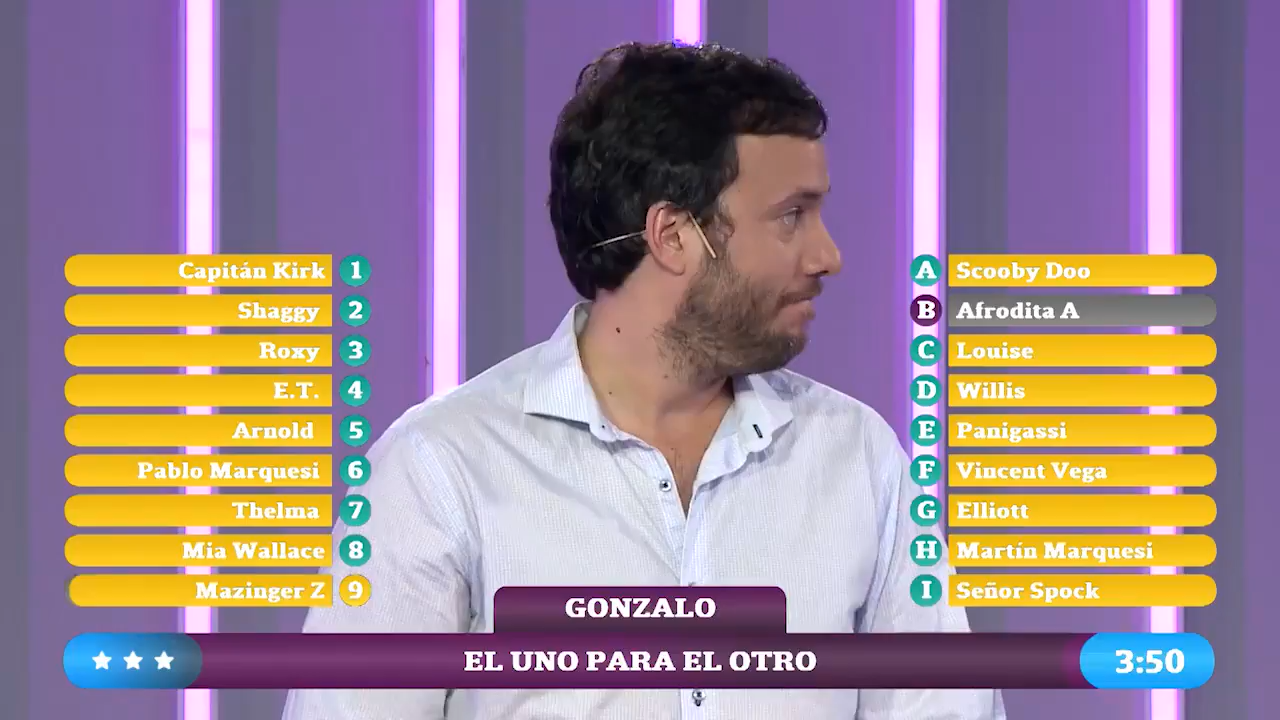 Capitán Kirk 1
Shaggy 2
Roxy 3
E.T. 4
Arnold 5
Pablo Marquesi 6
Thelma 7
Mia Wallace 8
Mazinger Z 9
A Scooby Doo
B Afrodita A
C Louise
D Willis
E Panigassi
F Vincent Vega
G Elliott
H Martín Marquesi
I Señor Spock
GONZALO
EL UNO PARA EL OTRO
3:50